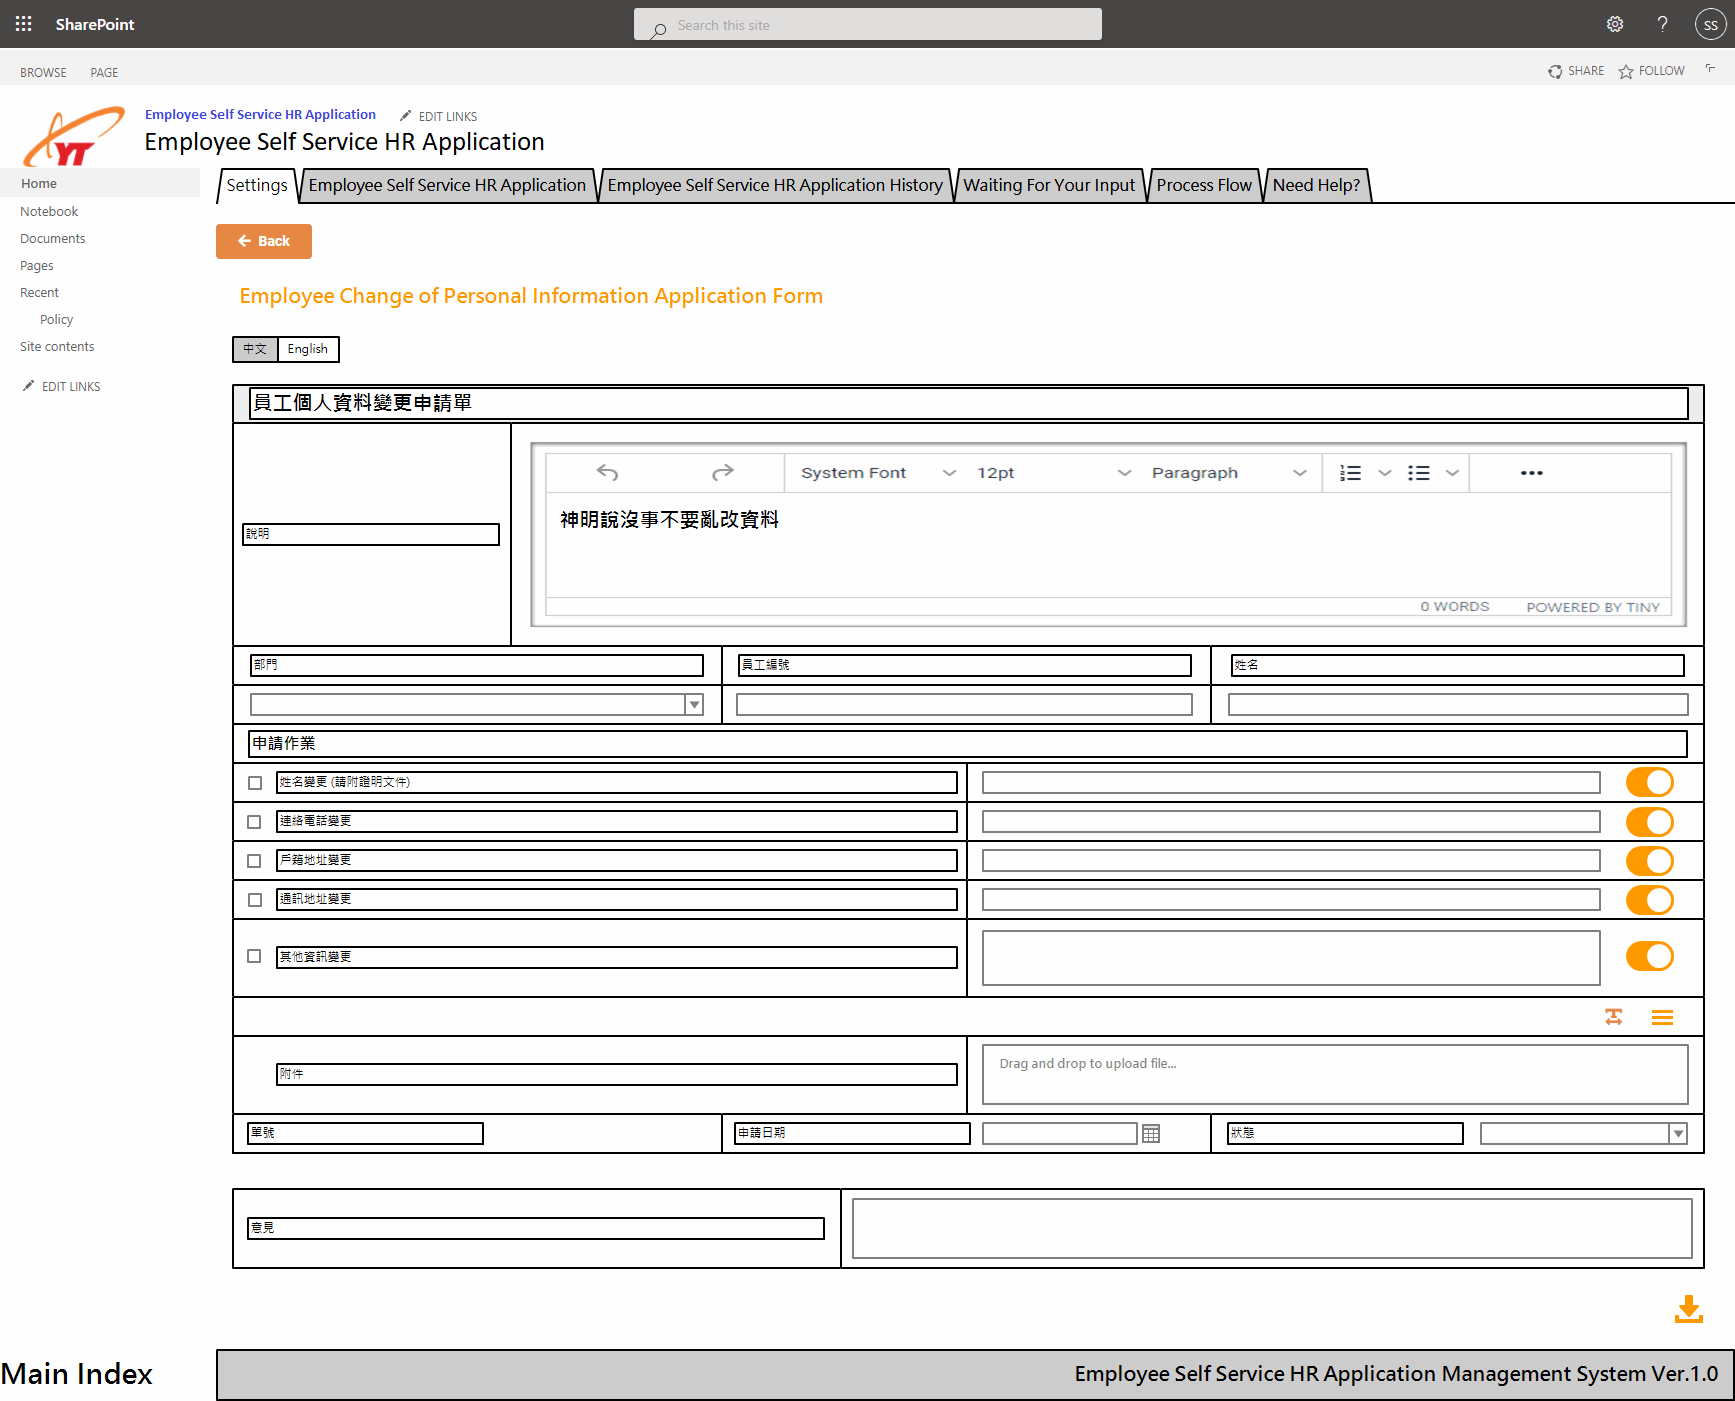 SharePoint
Search this site
?
SS
BROWSE
PAGE
SHARE
FOLLOW
YT
Employee Self Service HR Application
EDIT LINKS
Employee Self Service HR Application
Home
Notebook
Documents
Pages
Recent
Policy
Site contents
EDIT LINKS
Settings
Employee Self Service HR Application
Employee Self Service HR Application History
Waiting For Your Input
Process Flow
Need Help?
Back
Employee Change of Personal Information Application Form
中文
English
員工個人資料變更申請單
說明
System Font
12pt
Paragraph
神明說沒事不要亂改資料
0 WORDS
POWERED BY TINY
部門
員工編號
姓名
申請作業
姓名變更 (請附證明文件)
連絡電話變更
戶籍地址變更
通訊地址變更
其他資訊變更
附件
Drag and drop to upload file...
單號
申請日期
狀態
意見
Main Index
Employee Self Service HR Application Management System Ver.1.0